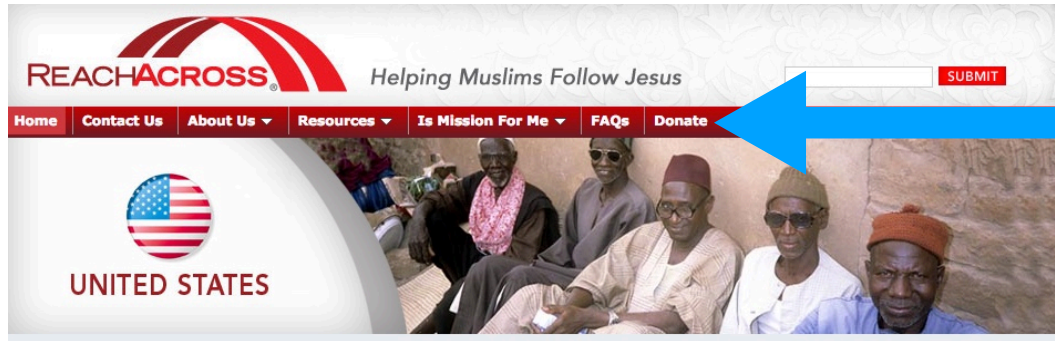 REACHACROSS®
Helping Muslims Follow Jesus
SUBMIT
Home Contact Us About Us Resources Is Mission For Me FAQs Donate
UNITED STATES